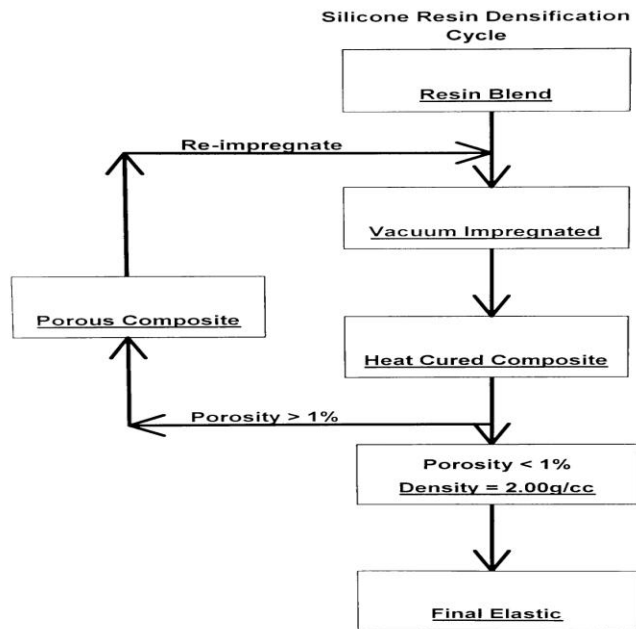 Silicone Resin Densification
Cycle
Resin Blend
Re-impregnate
Vacuum Impregnated
Porous Composite
Heat Cured Composite
Porosity > 1%
Porosity < 1%
Density = 2.00g/cc
Final Elastic